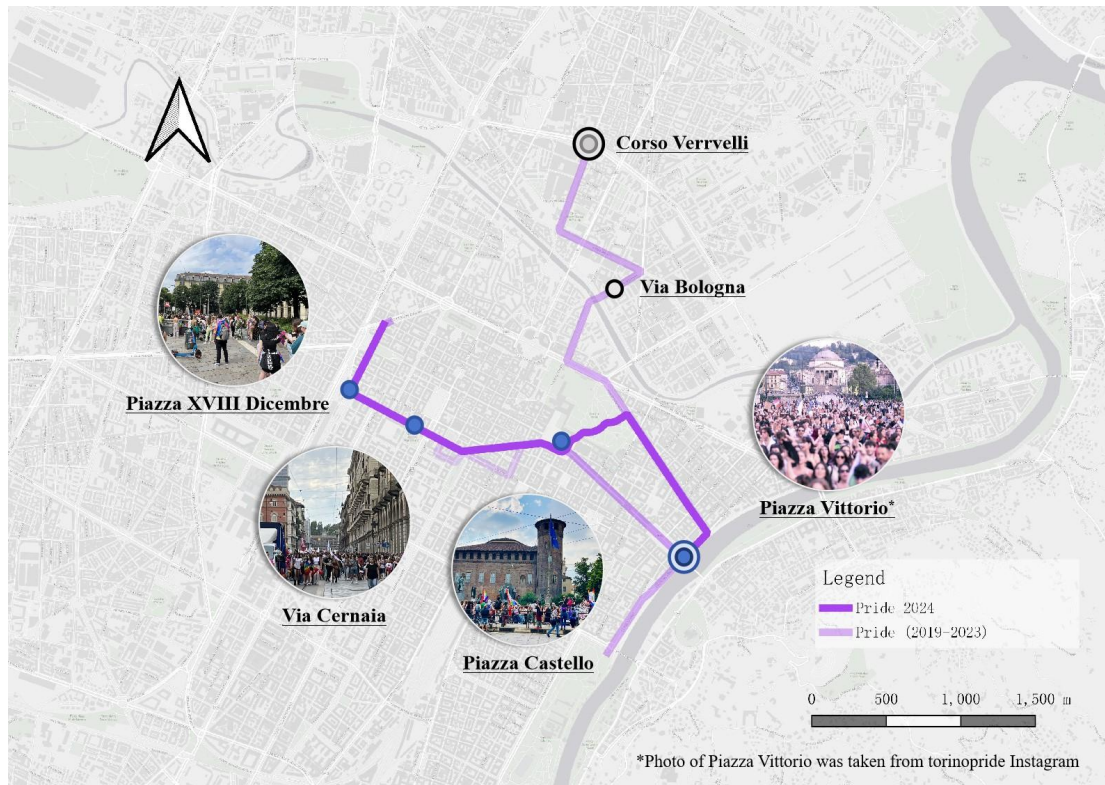 Corso Verrvelli
Via Bologna
Piazza XVIII Dicembre
Piazza Vittorio*
Via Cernaia
Piazza Castello
Legend
Pride 2024
Pride (2019-2023)
0 500 1,000 1,500 m
*Photo of Piazza Vittorio was taken from torinopride Instagram